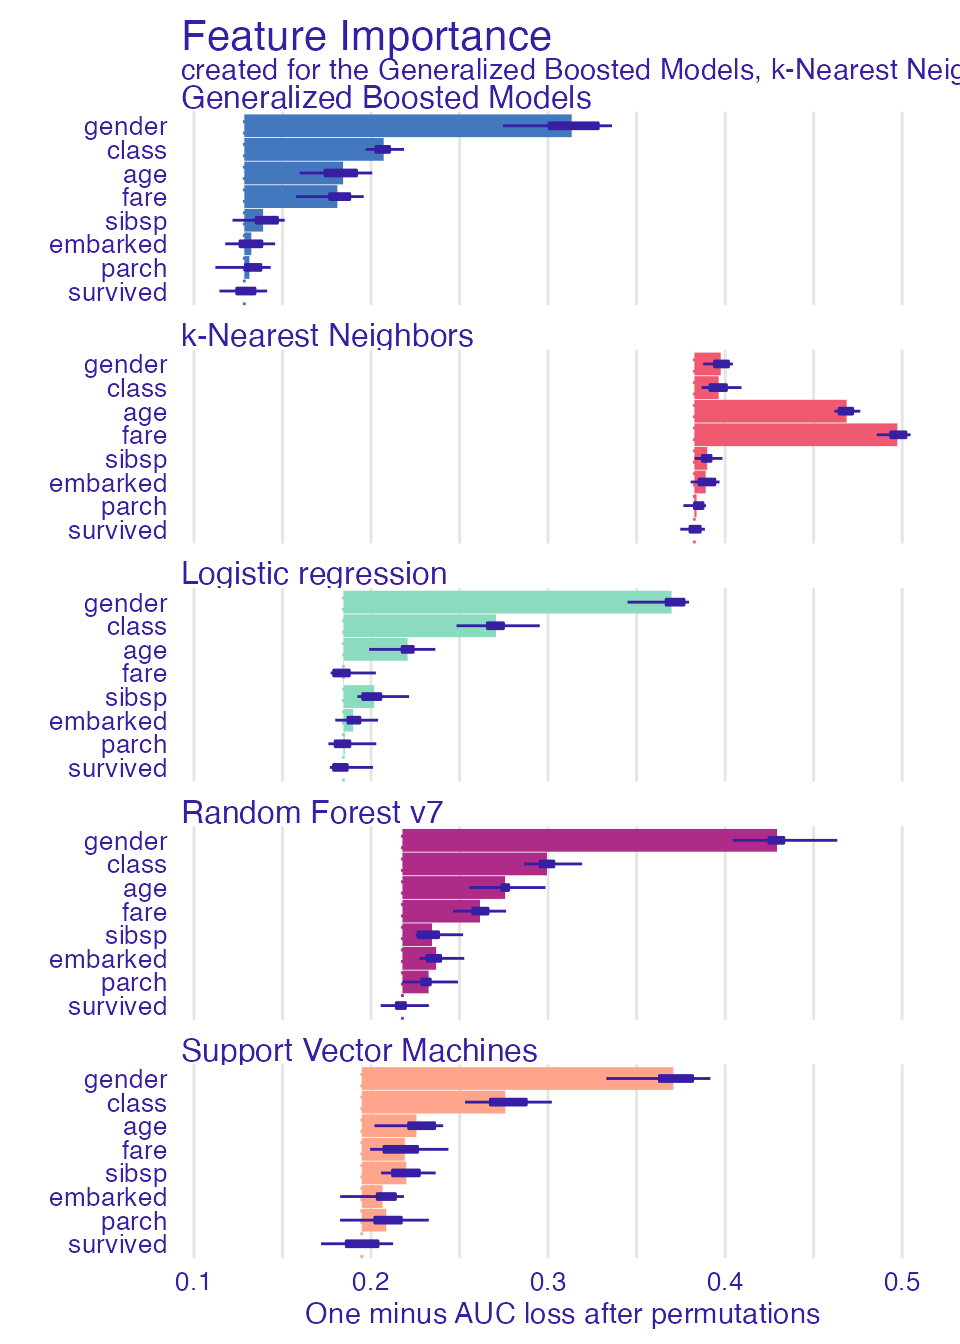 Feature Importance
created for the Generalized Boosted Models, k-Nearest Neig
Generalized Boosted Models
gender
class
age
fare
sibsp
embarked
parch
survived
k-Nearest Neighbors
gender
class
age
fare
sibsp
embarked
parch
survived
Logistic regression
gender
class
age
fare
sibsp
embarked
parch
survived
Random Forest v7
gender
class
age
fare
sibsp
embarked
parch
survived
Support Vector Machines
gender
class
age
fare
sibsp
embarked
parch
survived
0.1 0.2 0.3 0.4 0.5
One minus AUC loss after permutations